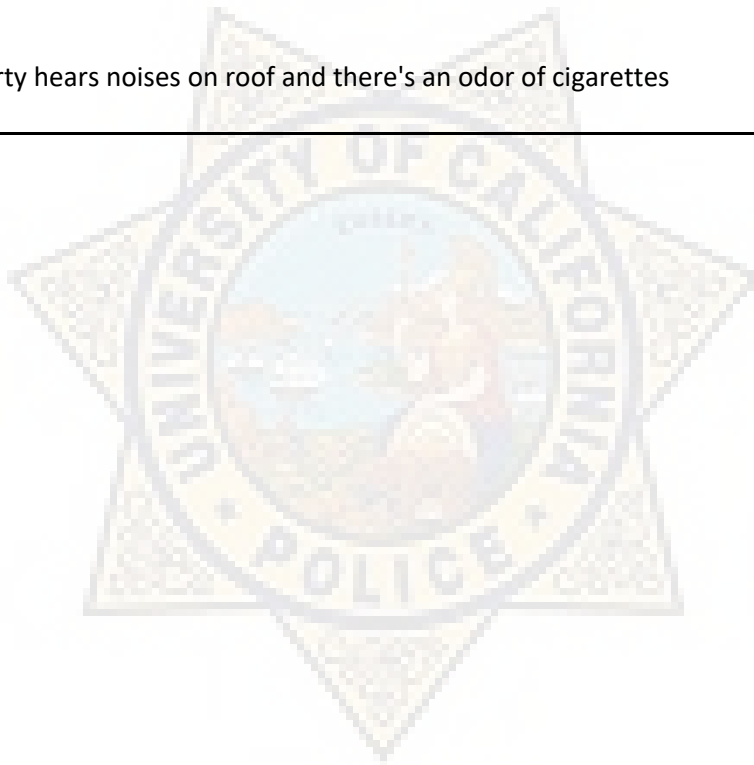 rty hears noises on roof and there's an odor of cigarettes
UNIVERSITY OF CALIFORNIA
POLICE